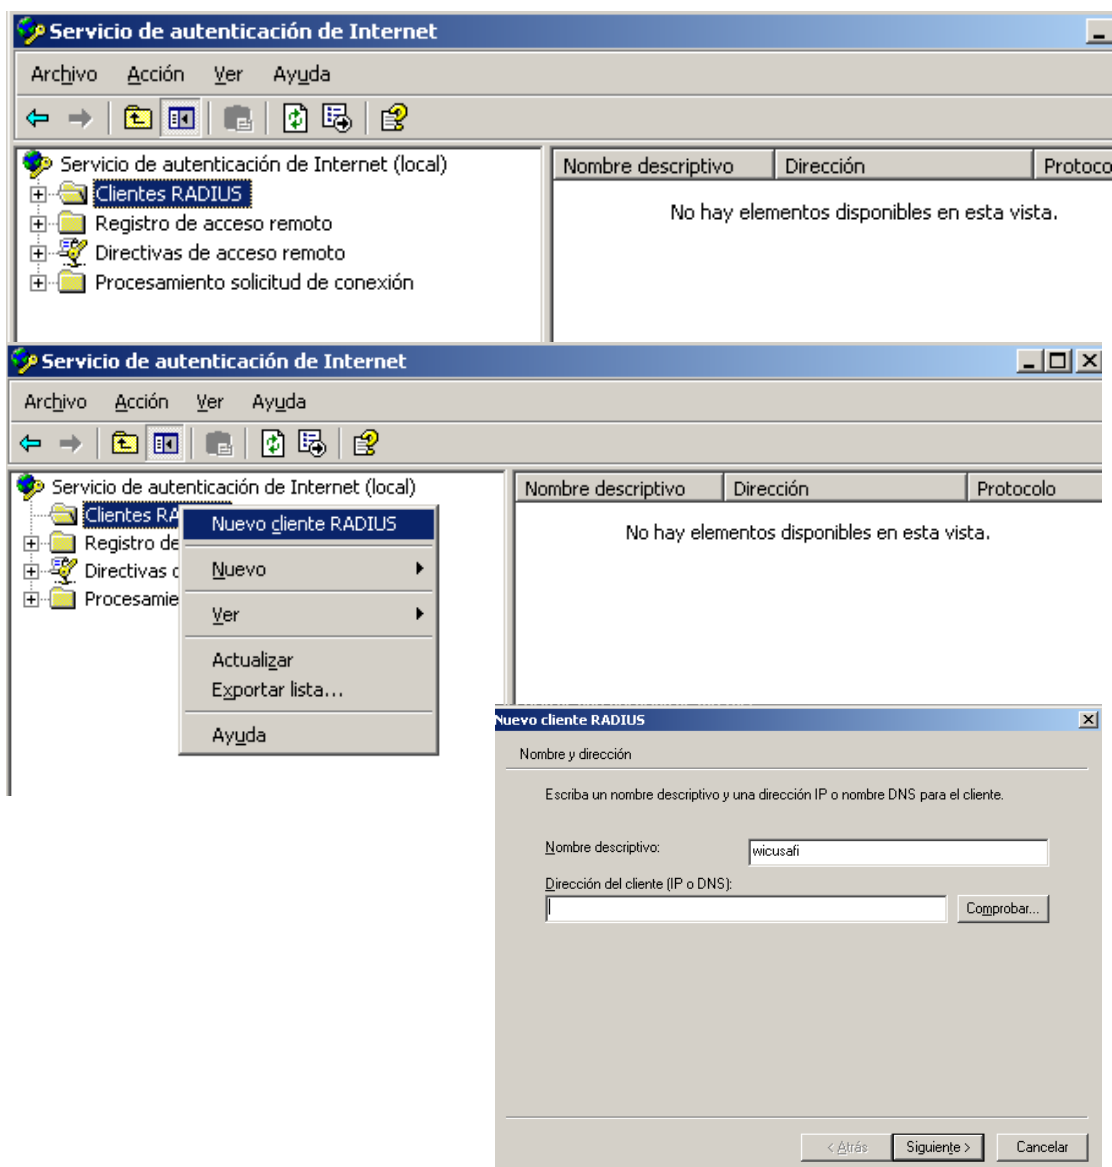 Servicio de autenticación de Internet
Archivo Acción Ver Ayuda
Servicio de autenticación de Internet (local)
Clientes RADIUS
Registro de acceso remoto
Directivas de acceso remoto
Procesamiento solicitud de conexión
Nombre descriptivo Dirección Protoco
No hay elementos disponibles en esta vista.
Servicio de autenticación de Internet
Archivo Acción Ver Ayuda
Servicio de autenticación de Internet (local)
Clientes RA
Registro de
Directivas d
Procesamie
Nuevo cliente RADIUS
Nuevo
Ver
Actualizar
Exportar lista...
Ayuda
Nombre descriptivo Dirección Protocolo
No hay elementos disponibles en esta vista.
Nuevo cliente RADIUS
Nombre y dirección
Escriba un nombre descriptivo y una dirección IP o nombre DNS para el cliente.
Nombre descriptivo: wicusafi
Dirección del cliente (IP o DNS):
Comprobar...
< Atrás Siguiente > Cancelar